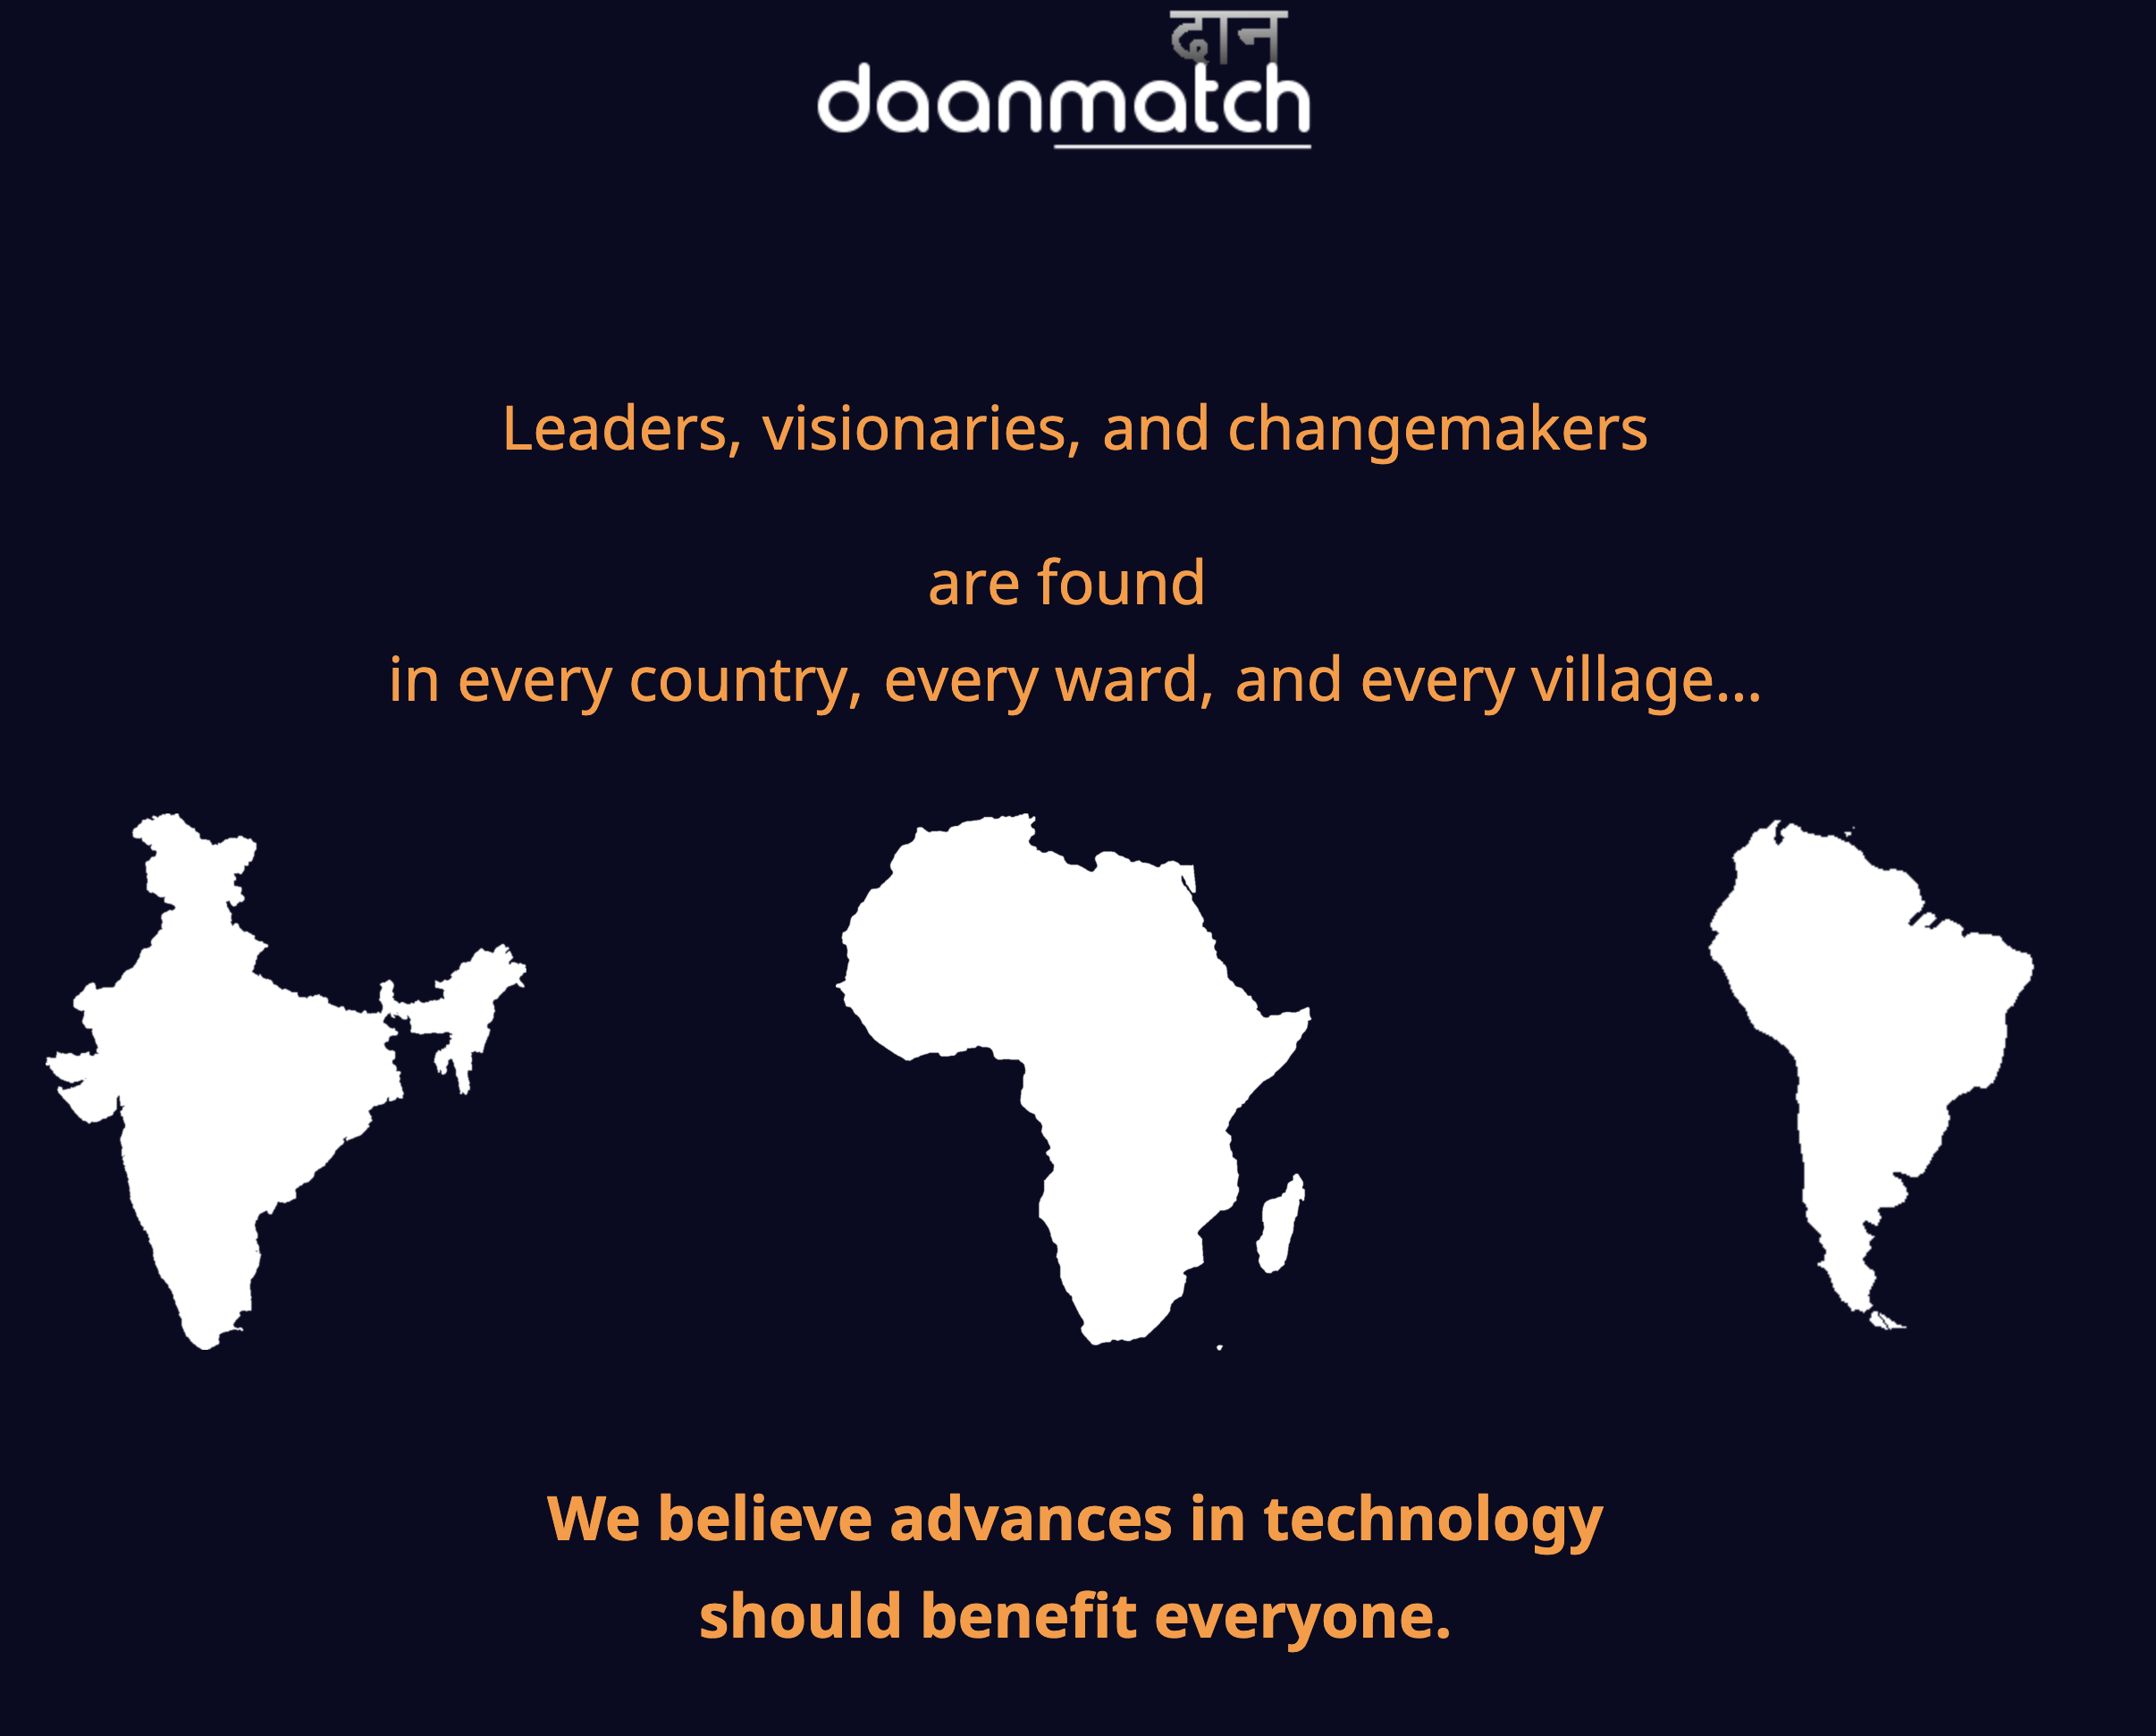 दान
daanmatch
Leaders, visionaries, and changemakers
are found
in every country, every ward, and every village...
We believe advances in technology
should benefit everyone.